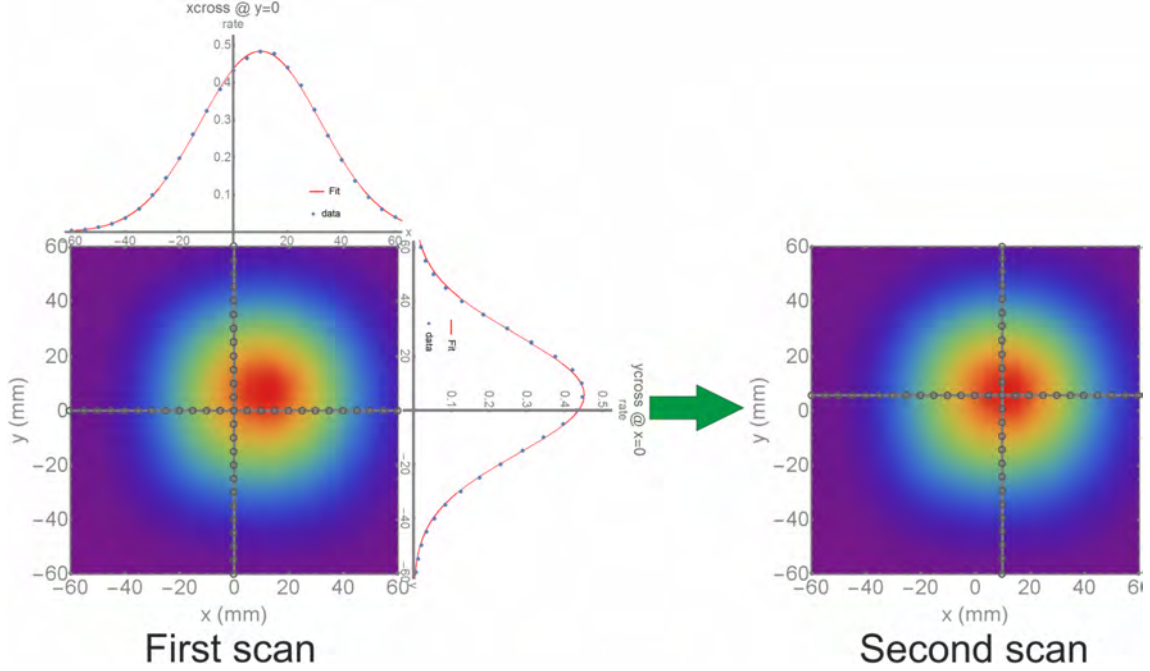 xcross @ y=0
rate
0.5
0.4
0.3
0.2
0.1
Fit
data
-40 -20 20 40 60
x
60
40
20
0
−20
−40
−60
−60 −40 −20 0 20 40 60
y (mm)
x (mm)
60
40
20
-20
-40
-60
y
Fit
data
0.1
0.2
0.3
0.4
0.5
rate
ycross @ x=0
60
40
20
0
−20
−40
−60
−60 −40 −20 0 20 40 60
y (mm)
x (mm)
First scan
Second scan